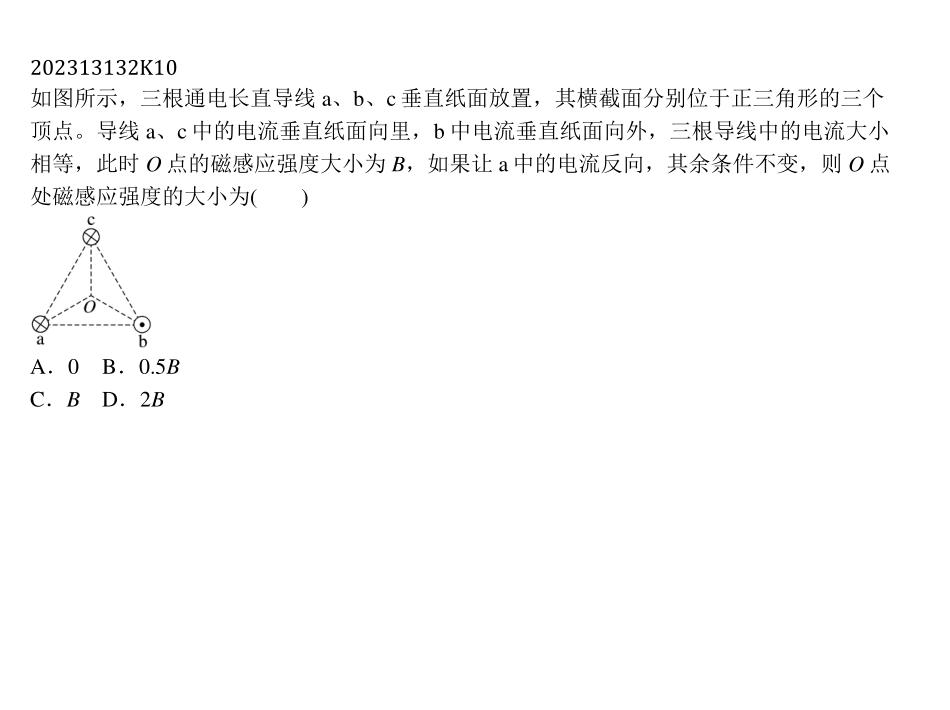 202313132K10
如图所示，三根通电长直导线 a、b、c 垂直纸面放置，其横截面分别位于正三角形的三个
顶点。导线 a、c 中的电流垂直纸面向里，b 中电流垂直纸面向外，三根导线中的电流大小
相等，此时 O 点的磁感应强度大小为 B，如果让 a 中的电流反向，其余条件不变，则 O 点
处磁感应强度的大小为(　　)
c
O
a b
A．0 B．0.5B
C．B D．2B